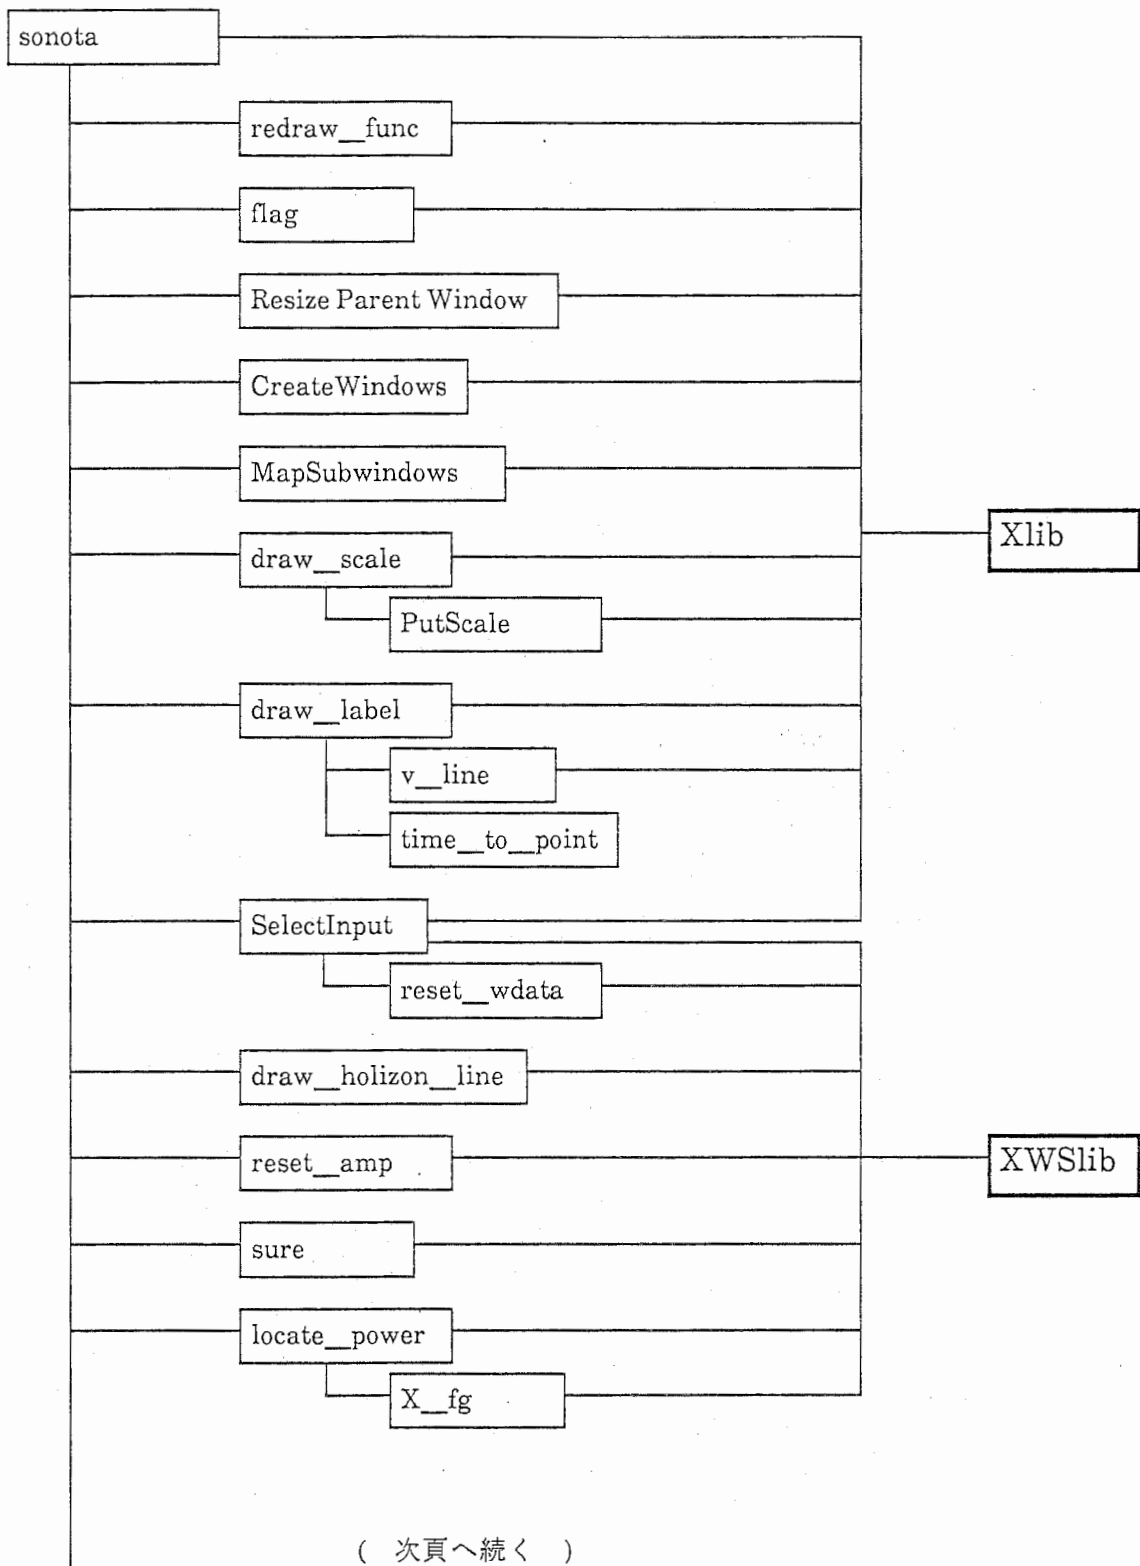 sonota
redraw__func
flag
Resize Parent Window
CreateWindows
MapSubwindows
Xlib
draw__scale
PutScale
draw__label
v__line
time__to__point
SelectInput
reset__wdata
draw__holizon__line
reset__amp
XWSlib
sure
locate__power
X__fg
( 次頁へ続く )